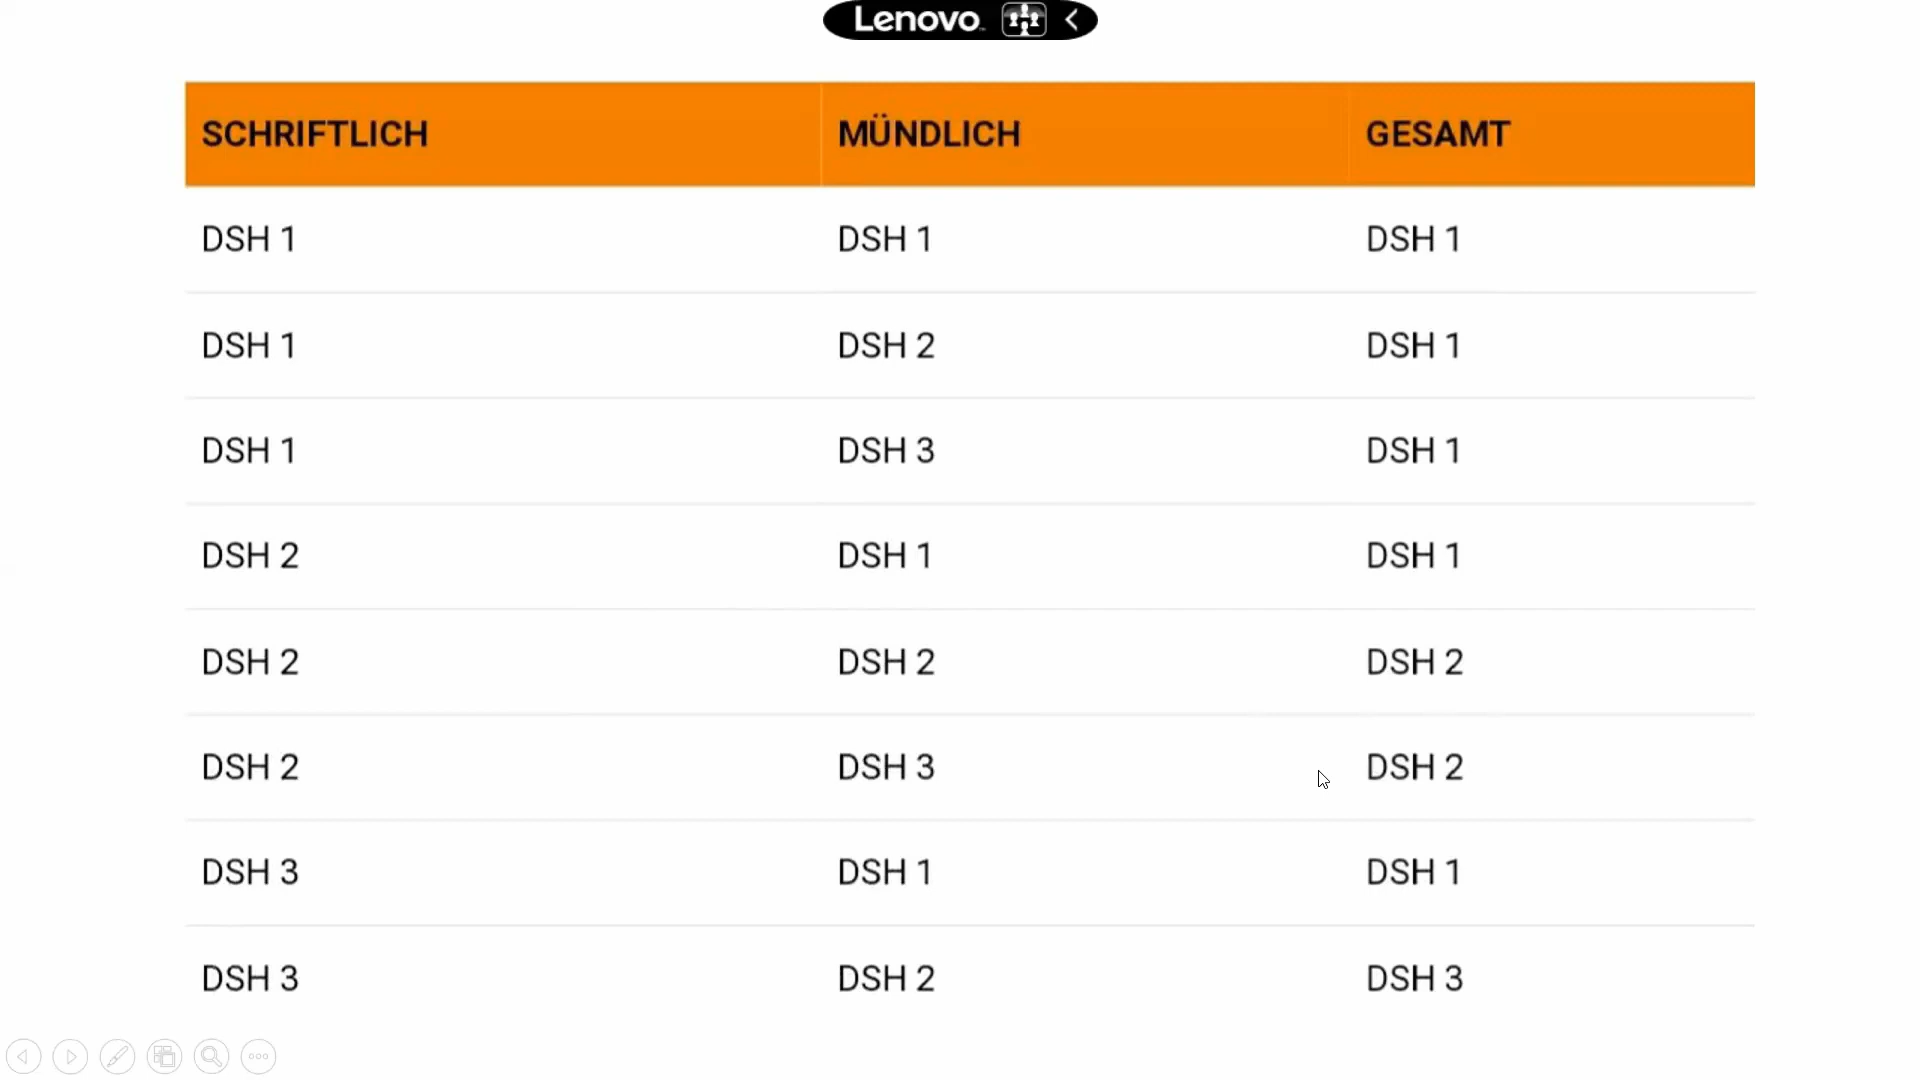 Lenovo
SCHRIFTLICH MÜNDLICH GESAMT
DSH 1 DSH 1 DSH 1
DSH 1 DSH 2 DSH 1
DSH 1 DSH 3 DSH 1
DSH 2 DSH 1 DSH 1
DSH 2 DSH 2 DSH 2
DSH 2 DSH 3 DSH 2
DSH 3 DSH 1 DSH 1
DSH 3 DSH 2 DSH 3